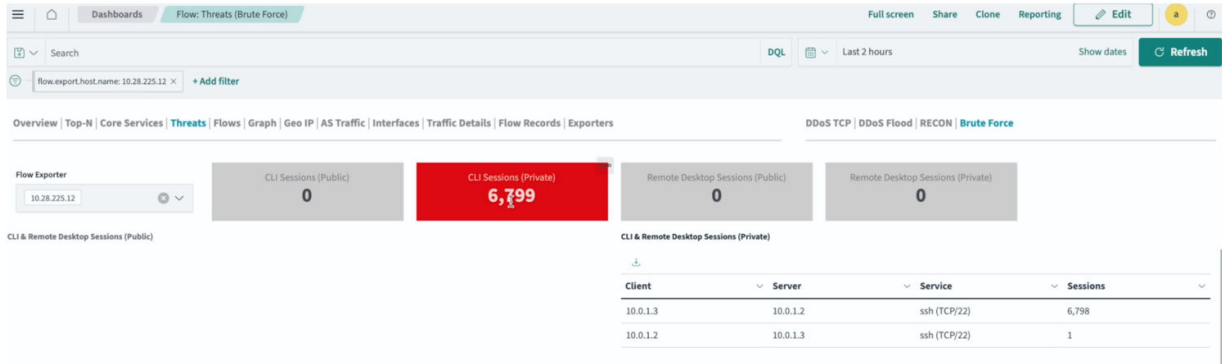 Dashboards Flow: Threats (Brute Force) Full screen Share Clone Reporting Edit a
Search DQL Last 2 hours Show dates Refresh
flow.export.host.name: 10.28.225.12 × + Add filter
Overview | Top-N | Core Services | Threats | Flows | Graph | Geo IP | AS Traffic | Interfaces | Traffic Details | Flow Records | Exporters DDoS TCP | DDoS Flood | RECON | Brute Force
Flow Exporter
10.28.225.12
CLI Sessions (Public)
0
CLI Sessions (Private)
6,799
Remote Desktop Sessions (Public)
0
Remote Desktop Sessions (Private)
0
CLI & Remote Desktop Sessions (Public)
CLI & Remote Desktop Sessions (Private)
Client Server Service Sessions
10.0.1.3 10.0.1.2 ssh (TCP/22) 6,798
10.0.1.2 10.0.1.3 ssh (TCP/22) 1